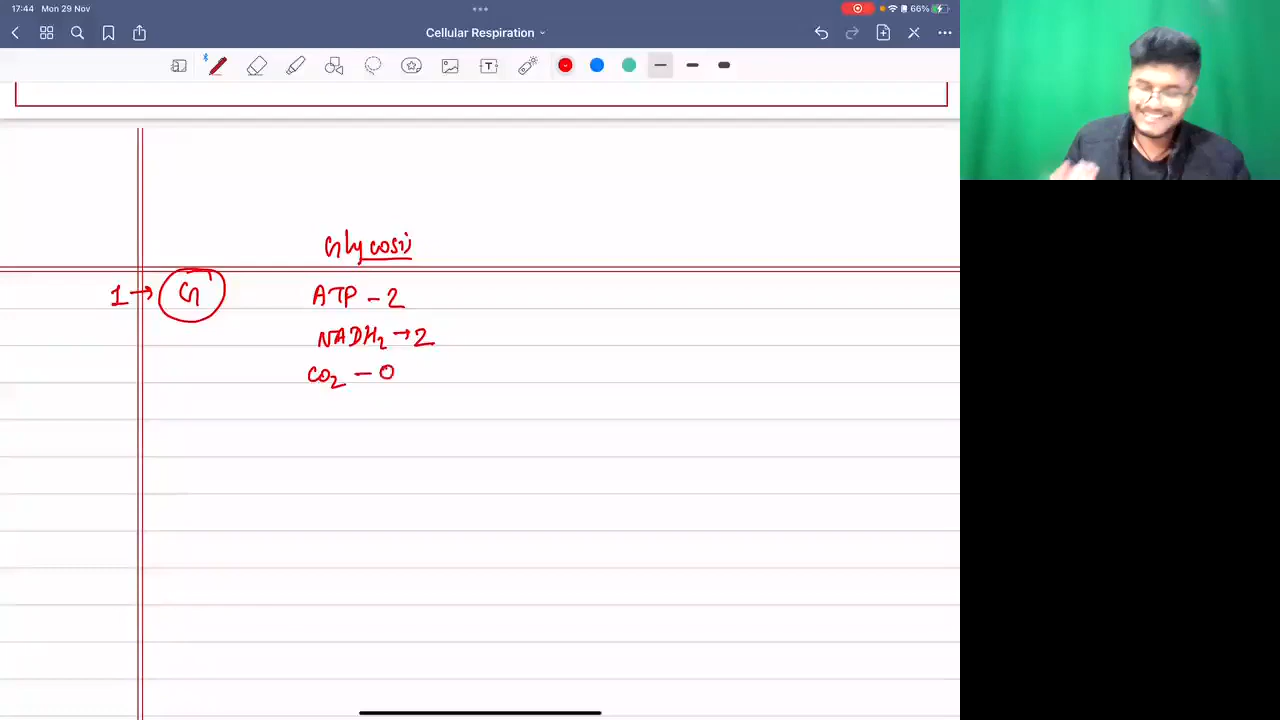 17:44 Mon 29 Nov
66%
Cellular Respiration
T
Glycosis
1 → G
ATP - 2
NADH2 → 2
CO2 - 0